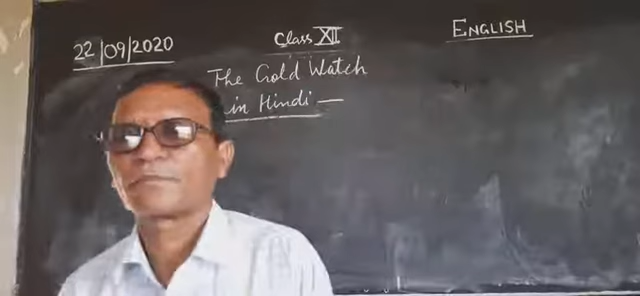 22/09/2020
Class XII
ENGLISH
The Gold Watch
in Hindi —